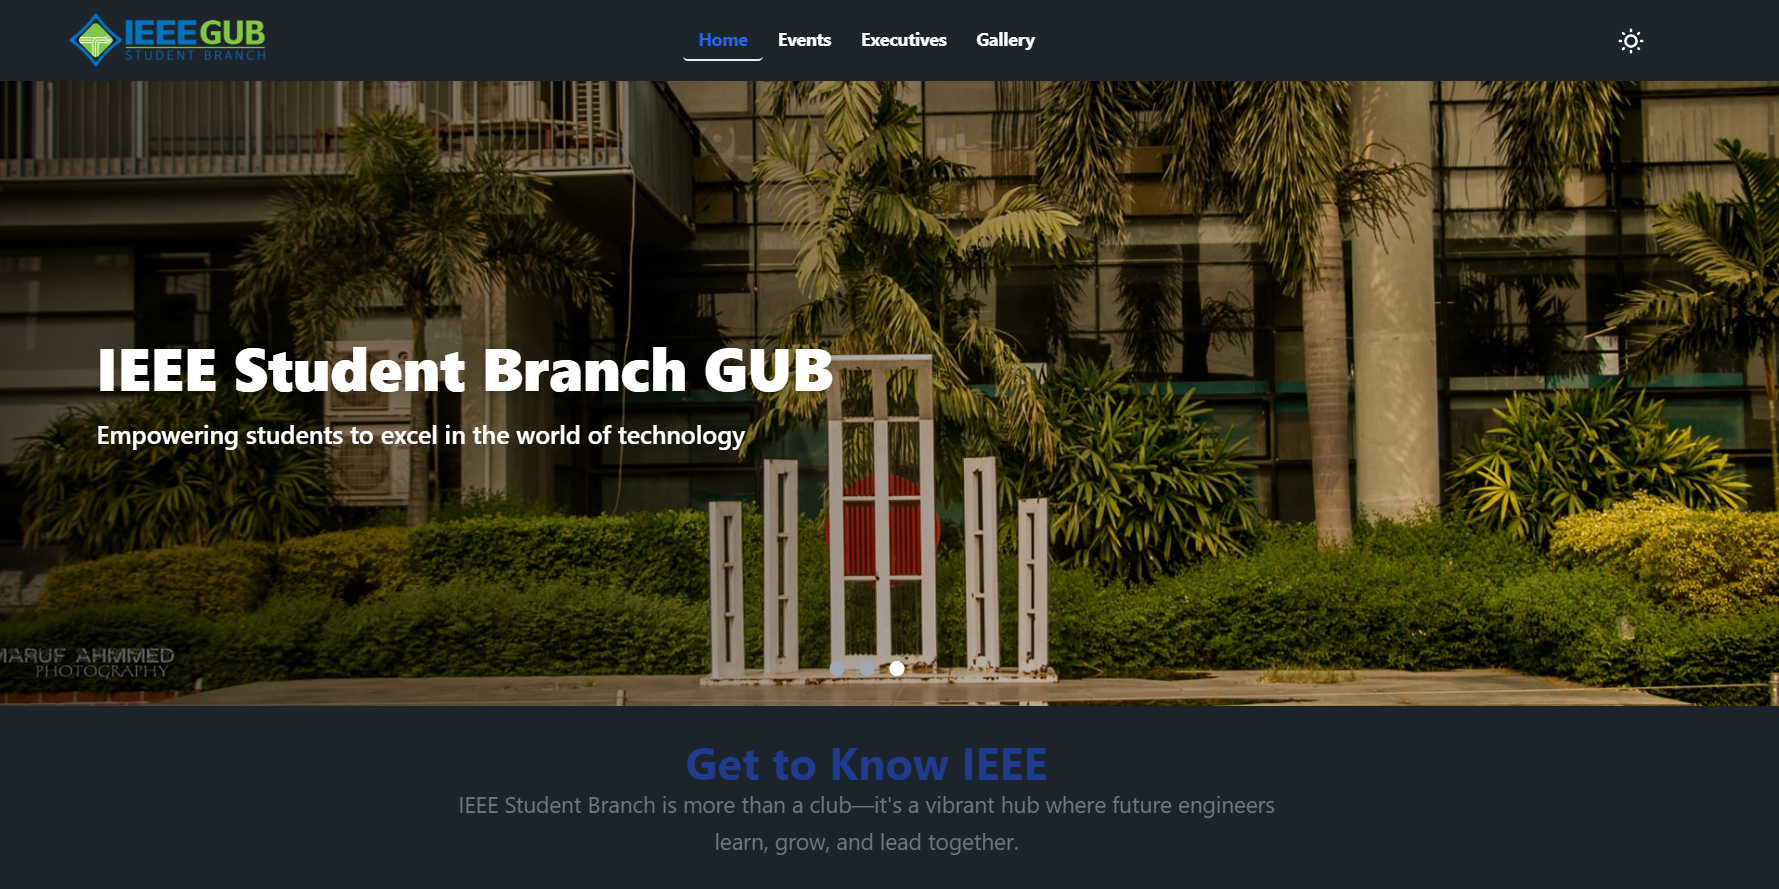 IEEE GUB
STUDENT BRANCH
Home Events Executives Gallery
IEEE Student Branch GUB
Empowering students to excel in the world of technology
MARUF AHMMED
PHOTOGRAPHY
Get to Know IEEE
IEEE Student Branch is more than a club—it's a vibrant hub where future engineers
learn, grow, and lead together.